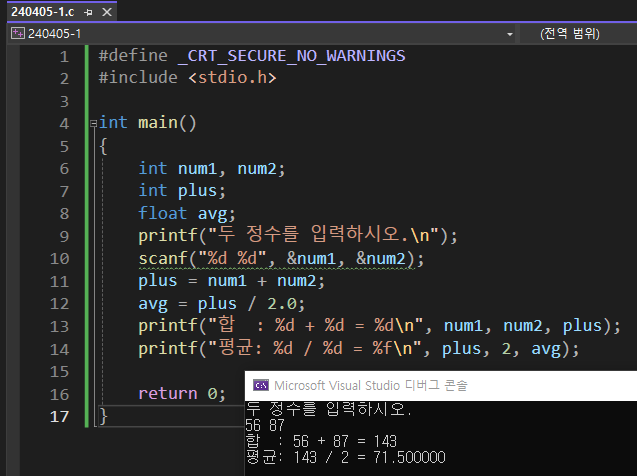 240405-1.c
240405-1 (전역 범위)
1 #define _CRT_SECURE_NO_WARNINGS
2 #include <stdio.h>
3
4 int main()
5 {
6 int num1, num2;
7 int plus;
8 float avg;
9 printf("두 정수를 입력하시오.\n");
10 scanf("%d %d", &num1, &num2);
11 plus = num1 + num2;
12 avg = plus / 2.0;
13 printf("합  : %d + %d = %d\n", num1, num2, plus);
14 printf("평균: %d / %d = %f\n", plus, 2, avg);
15
16 return 0;
17 }
Microsoft Visual Studio 디버그 콘솔
두 정수를 입력하시오.
56 87
합  : 56 + 87 = 143
평균: 143 / 2 = 71.500000